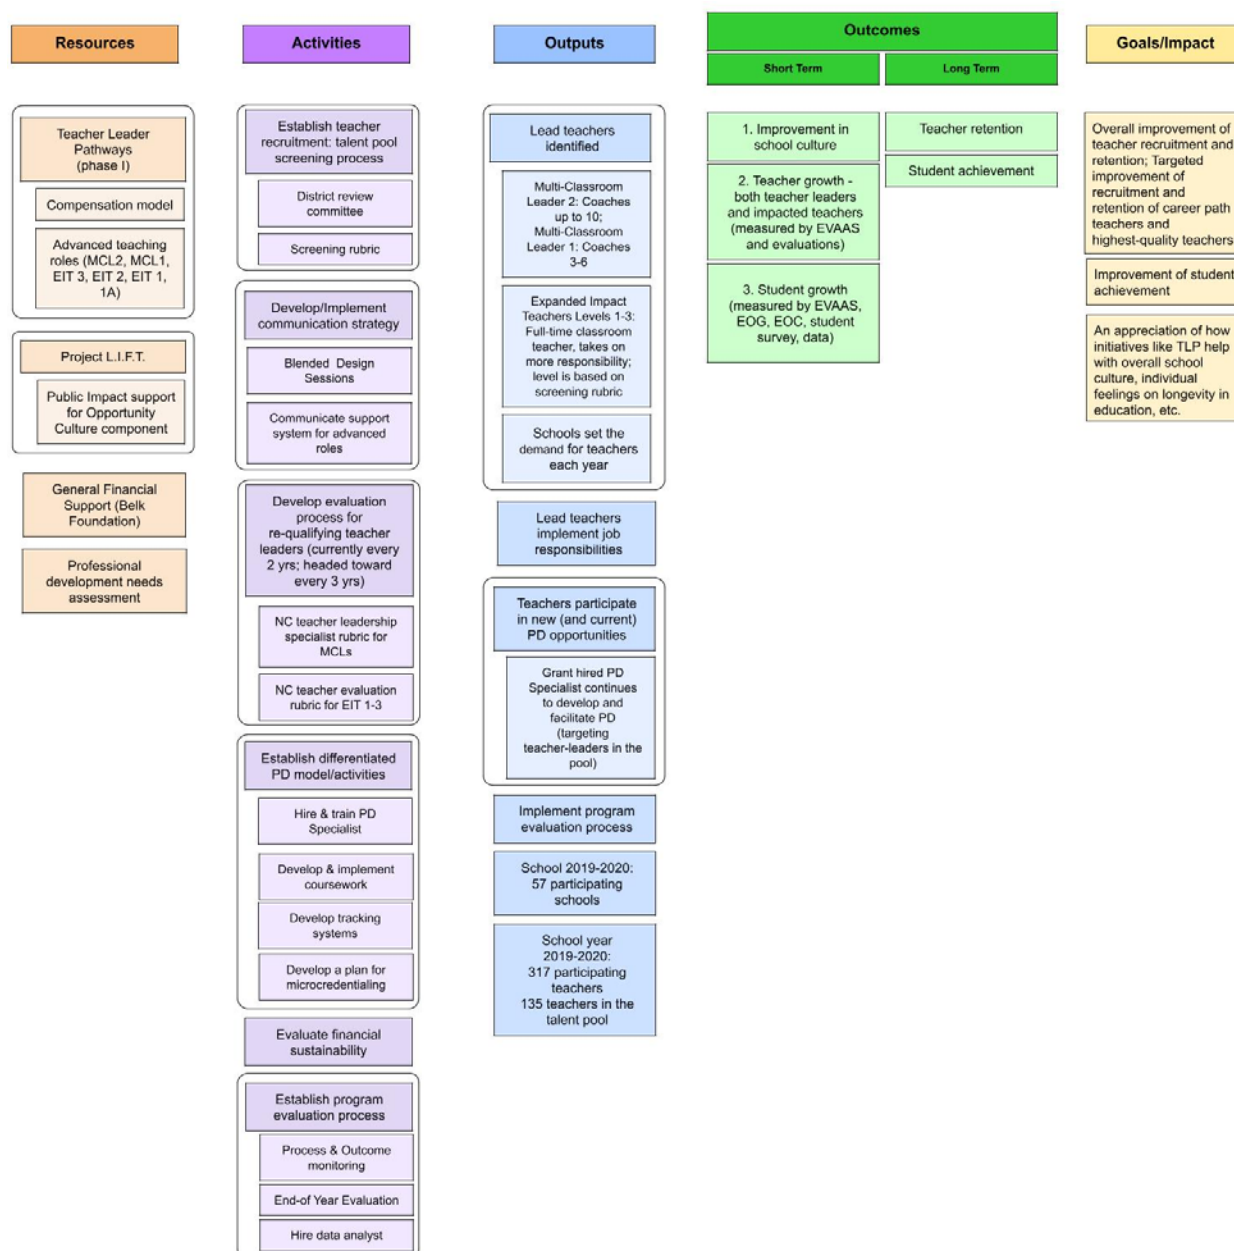 Resources
Activities
Outputs
Outcomes
Short Term
Long Term
Goals/Impact
Teacher Leader
Pathways
(phase I)
Compensation model
Advanced teaching
roles (MCL2, MCL1,
EIT 3, EIT 2, EIT 1,
1A)
Project L.I.F.T.
Public Impact support
for Opportunity
Culture component
General Financial
Support (Belk
Foundation)
Professional
development needs
assessment
Establish teacher
recruitment: talent pool
screening process
District review
committee
Screening rubric
Develop/Implement
communication strategy
Blended Design
Sessions
Communicate support
system for advanced
roles
Develop evaluation
process for
re-qualifying teacher
leaders (currently every
2 yrs; headed toward
every 3 yrs)
NC teacher leadership
specialist rubric for
MCLs
NC teacher evaluation
rubric for EIT 1-3
Establish differentiated
PD model/activities
Hire & train PD
Specialist
Develop & implement
coursework
Develop tracking
systems
Develop a plan for
microcredentialing
Evaluate financial
sustainability
Establish program
evaluation process
Process & Outcome
monitoring
End-of Year Evaluation
Hire data analyst
Lead teachers
identified
Multi-Classroom
Leader 2: Coaches
up to 10;
Multi-Classroom
Leader 1: Coaches
3-6
Expanded Impact
Teachers Levels 1-3:
Full-time classroom
teacher, takes on
more responsibility;
level is based on
screening rubric
Schools set the
demand for teachers
each year
Lead teachers
implement job
responsibilities
Teachers participate
in new (and current)
PD opportunities
Grant hired PD
Specialist continues
to develop and
facilitate PD
(targeting
teacher-leaders in the
pool)
Implement program
evaluation process
School 2019-2020:
57 participating
schools
School year
2019-2020:
317 participating
teachers
135 teachers in the
talent pool
1. Improvement in
school culture
2. Teacher growth -
both teacher leaders
and impacted teachers
(measured by EVAAS
and evaluations)
3. Student growth
(measured by EVAAS,
EOG, EOC, student
survey, data)
Teacher retention
Student achievement
Overall improvement of
teacher recruitment and
retention; Targeted
improvement of
recruitment and
retention of career path
teachers and
highest-quality teachers
Improvement of student
achievement
An appreciation of how
initiatives like TLP help
with overall school
culture, individual
feelings on longevity in
education, etc.